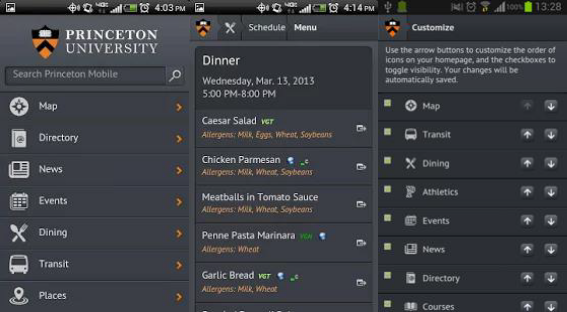 4:03 PM
PRINCETON
UNIVERSITY
Search Princeton Mobile
Map
Directory
News
Events
Dining
Transit
Places
4:14 PM
Schedule Menu
Dinner
Wednesday, Mar. 13, 2013
5:00 PM-8:00 PM
Caesar Salad VGT
Allergens: Milk, Eggs, Wheat, Soybeans
Chicken Parmesan
Allergens: Milk, Wheat, Soybeans
Meatballs in Tomato Sauce
Allergens: Milk, Wheat, Soybeans
Penne Pasta Marinara VGN
Allergens: Wheat
Garlic Bread VGT
Allergens: Milk, Wheat
100% 13:28
Customize
Use the arrow buttons to customize the order of
icons on your homepage, and the checkboxes to
toggle visibility. Your changes will be
automatically saved.
Map
Transit
Dining
Athletics
Events
News
Directory
Courses